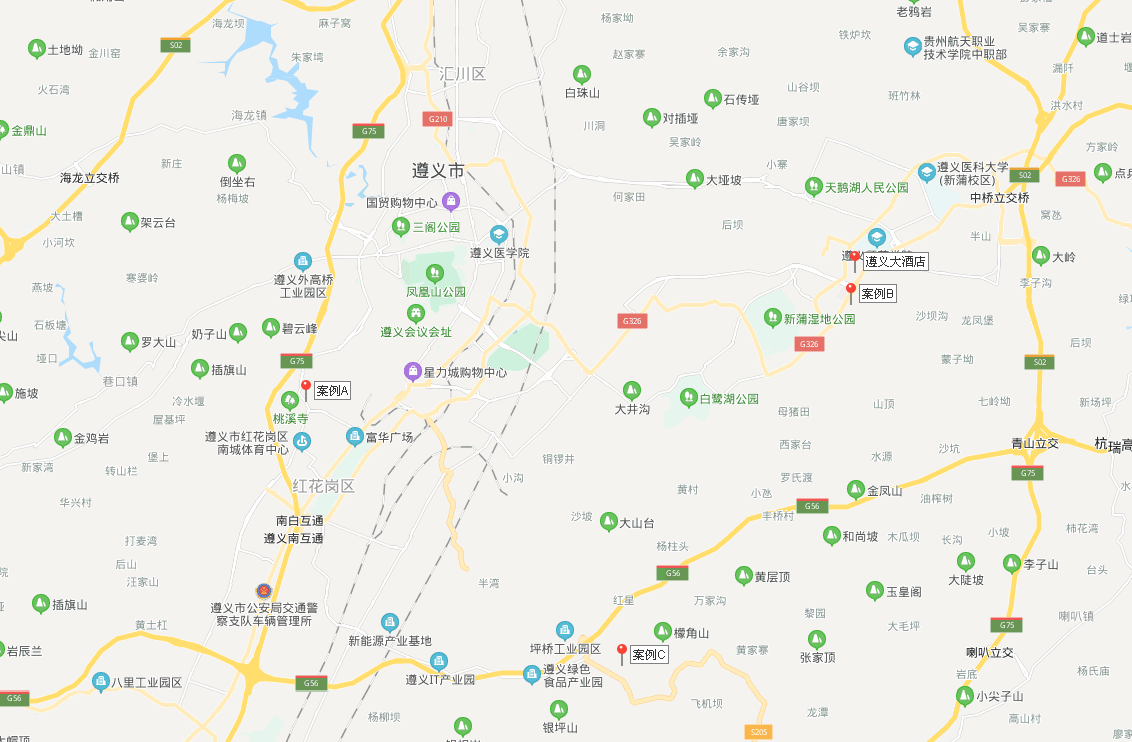 海龙坝
麻子窝
杨家坳
老鸦岩
吴家寨
土地坳
金川窑
S02
朱家塆
赵家寨
余家沟
铁炉坎
贵州航天职业
技术学院中职部
道士岩
漏阡
汇川区
白珠山
石传垭
山谷坝
班竹林
洪水村
火石湾
海龙镇
G75
G210
川洞
对插垭
唐家坝
吴家岭
方家岭
金鼎山
山镇
新庄
倒坐右
杨梅坡
海龙立交桥
遵义市
国贸购物中心
大垭坡
何家田
小寨
天鹅湖人民公园
遵义医科大学
(新蒲校区)
S02
G326
中桥立交桥
窝氹
大土槽
架云台
小河坎
三阁公园
遵义医学院
后坝
半山
大岭
遵义大酒店
案例B
遵义外高桥
工业园区
寒婆岭
凤凰山公园
燕坡
李子沟
遵义会议会址
石板塘
罗大山
奶子山
碧云峰
G326
新蒲湿地公园
G326
沙坝沟
龙凤堡
后坝
尖山
垭口
G75
插旗山
巷口镇
星力城购物中心
蒙子坳
S02
施坡
案例A
冷水堰
屋基坪
桃溪寺
大井沟
白鹭湖公园
母猪田
山顶
七岭坳
新场坪
金鸡岩
遵义市红花岗区
南城体育中心
富华广场
西家台
青山立交
杭瑞高
堡上
新家湾
转山栏
铜锣井
水源
沙坑
罗氏渡
G75
小沟
红花岗区
黄村
小氹
金凤山
油榨树
华兴村
G56
丰桥村
南白互通
遵义南互通
沙坡
大山台
和尚坡
木瓜坝
长沟
小坡
柿花湾
打麦湾
杨柱头
后山
汪家山
G56
黄层顶
大陡坡
李子山
台头
半湾
红星
万家沟
玉皇阁
插旗山
遵义市公安局交通警
察支队车辆管理所
黎园
喇叭镇
黄土杠
新能源产业基地
坪桥工业园区
檬角山
大毛坪
G75
岩辰兰
案例C
黄家寨
张家顶
喇叭立交
岩底
杨氏庙
八里工业园区
G56
G56
遵义IT产业园
遵义绿色
食品产业园
小尖子山
飞机坝
龙潭
高山村
杨柳坝
银坪山
S205